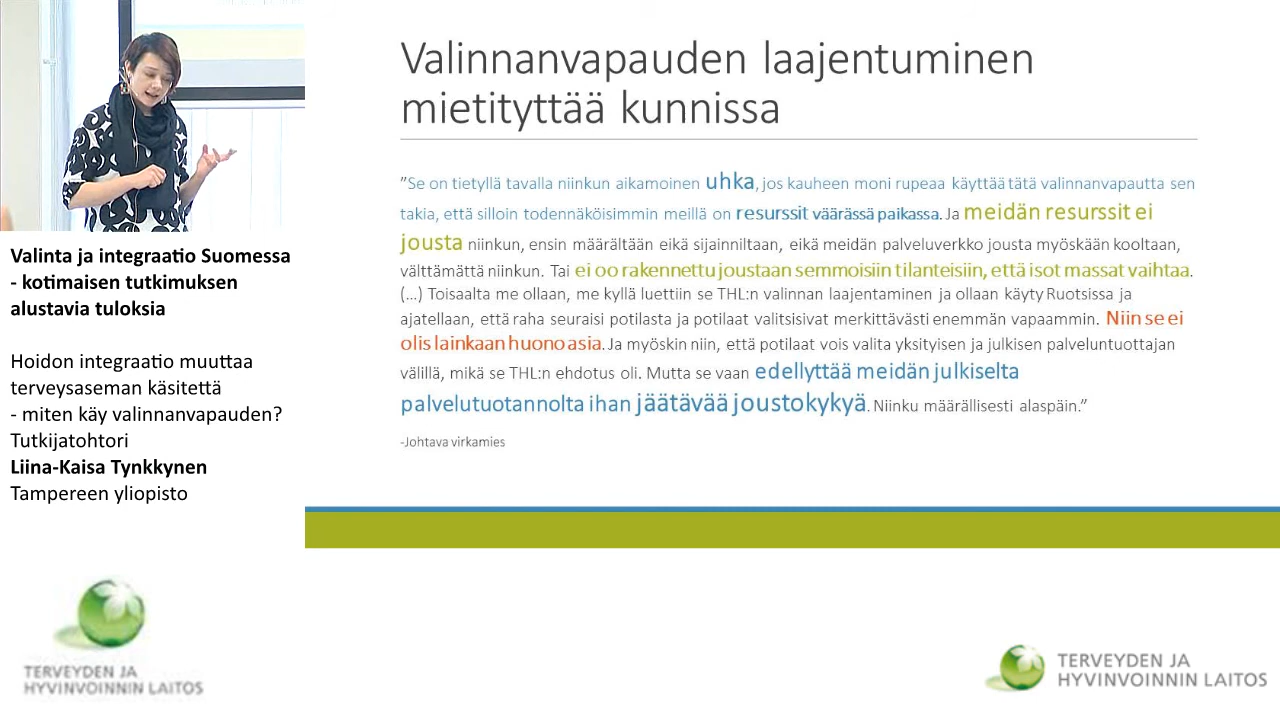 Valinta ja integraatio Suomessa
- kotimaisen tutkimuksen
alustavia tuloksia
Hoidon integraatio muuttaa
terveysaseman käsitettä
- miten käy valinnanvapauden?
Tutkijatohtori
Liina-Kaisa Tynkkynen
Tampereen yliopisto
TERVEYDEN JA
HYVINVOINNIN LAITOS
Valinnanvapauden laajentuminen
mietityttää kunnissa
”Se on tietyllä tavalla niinkun aikamoinen uhka, jos kauheen moni rupeaa käyttää tätä valinnanvapautta sen
takia, että silloin todennäköisimmin meillä on resurssit väärässä paikassa. Ja meidän resurssit ei
jousta niinkun, ensin määrältään eikä sijainniltaan, eikä meidän palveluverkko jousta myöskään kooltaan,
välttämättä niinkun. Tai ei oo rakennettu joustaan semmoisiin tilanteisiin, että isot massat vaihtaa.
(…) Toisaalta me ollaan, me kyllä luettiin se THL:n valinnan laajentaminen ja ollaan käyty Ruotsissa ja
ajatellaan, että raha seuraisi potilasta ja potilaat valitsisivat merkittävästi enemmän vapaammin. Niin se ei
olis lainkaan huono asia. Ja myöskin niin, että potilaat vois valita yksityisen ja julkisen palveluntuottajan
välillä, mikä se THL:n ehdotus oli. Mutta se vaan edellyttää meidän julkiselta
palvelutuotannolta ihan jäätävää joustokykyä. Niinku määrällisesti alaspäin.”
-Johtava virkamies
TERVEYDEN JA
HYVINVOINNIN LAITOS